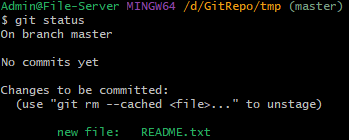 Admin@File-Server MINGW64 /d/GitRepo/tmp (master)
$ git status
On branch master
No commits yet
Changes to be committed:
(use "git rm --cached <file>..." to unstage)
new file: README.txt